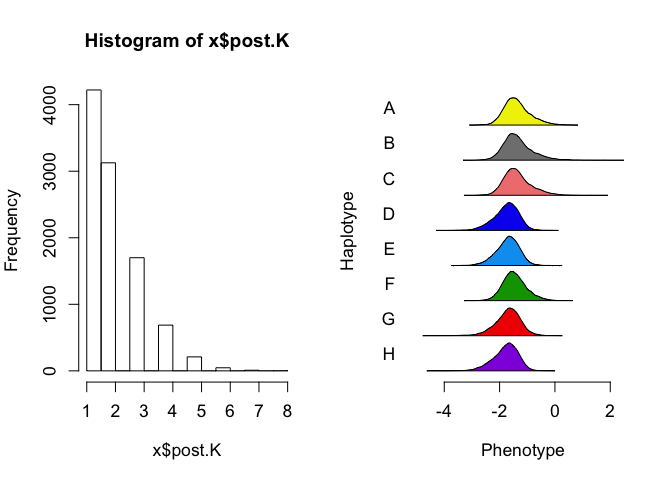 Histogram of x$post.K
Frequency
0
1000
2000
3000
4000
1 2 3 4 5 6 7 8
x$post.K
Haplotype
A
B
C
D
E
F
G
H
-4 -2 0 2
Phenotype